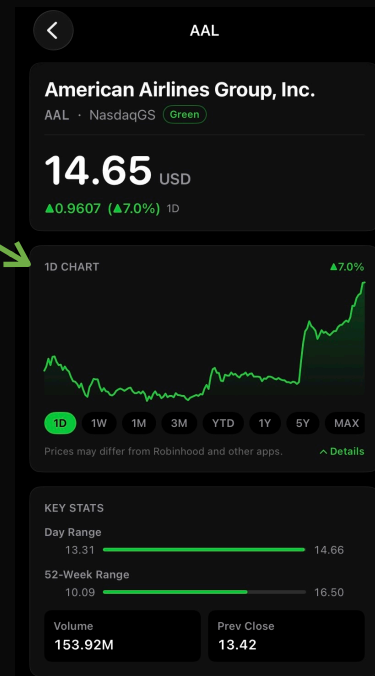 AAL
American Airlines Group, Inc.
AAL · NasdaqGS Green
14.65 USD
▲0.9607 (▲7.0%) 1D
1D CHART ▲7.0%
1D 1W 1M 3M YTD 1Y 5Y MAX
Prices may differ from Robinhood and other apps. Details
KEY STATS
Day Range
13.31 14.66
52-Week Range
10.09 16.50
Volume Prev Close
153.92M 13.42